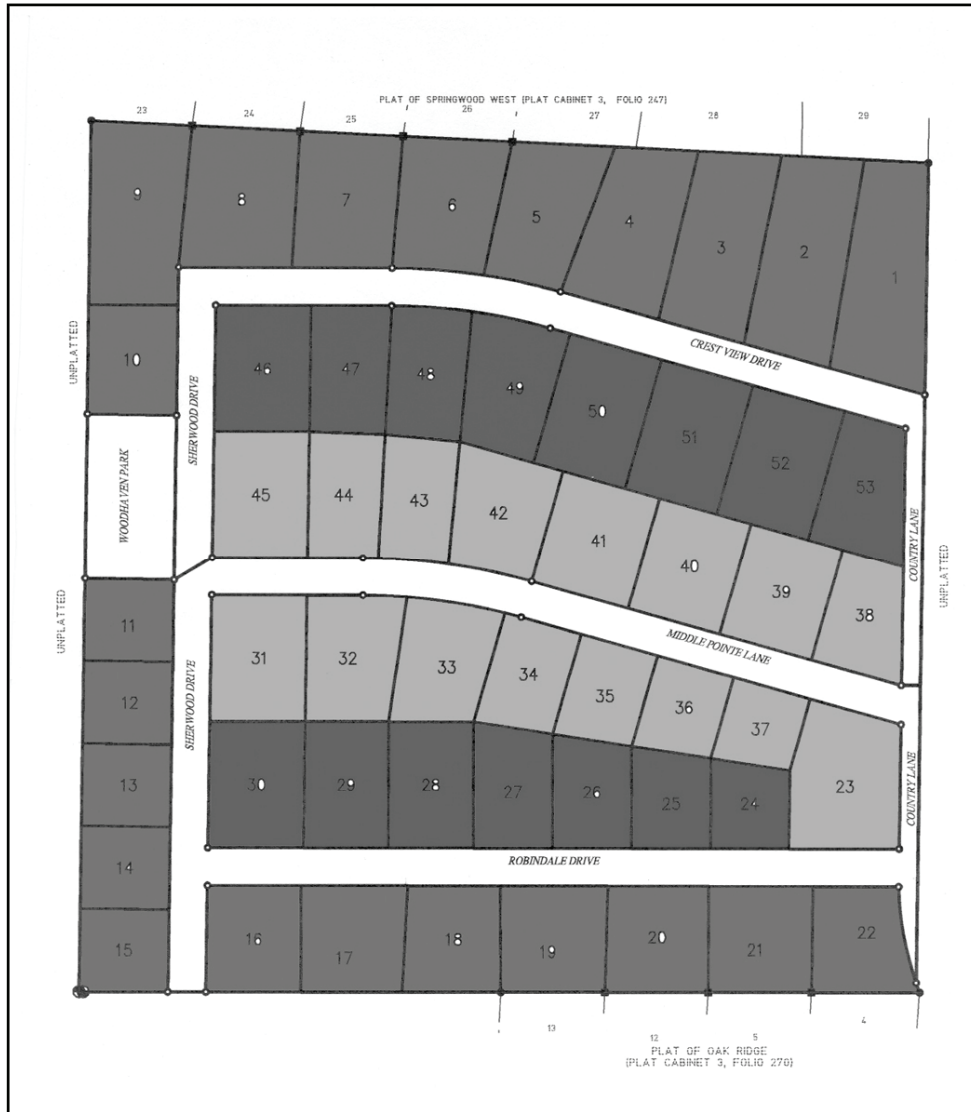 PLAT OF SPRINGWOOD WEST (PLAT CABINET 3, FOLIO 247)
23 24 25 26 27 28 29
9 8 7 6 5 4 3 2 1
10
UNPLATTED
WOODHAVEN PARK
SHERWOOD DRIVE
CREST VIEW DRIVE
46 47 48 49 50 51 52 53
45 44 43 42 41 40 39 38
COUNTRY LANE
UNPLATTED
MIDDLE POINTE LANE
UNPLATTED
11
12
13
14
15
SHERWOOD DRIVE
31 32 33 34 35 36 37 23
30 29 28 27 26 25 24
COUNTRY LANE
ROBINDALE DRIVE
16 17 18 19 20 21 22
13 12 5 4
PLAT OF OAK RIDGE
(PLAT CABINET 3, FOLIO 270)